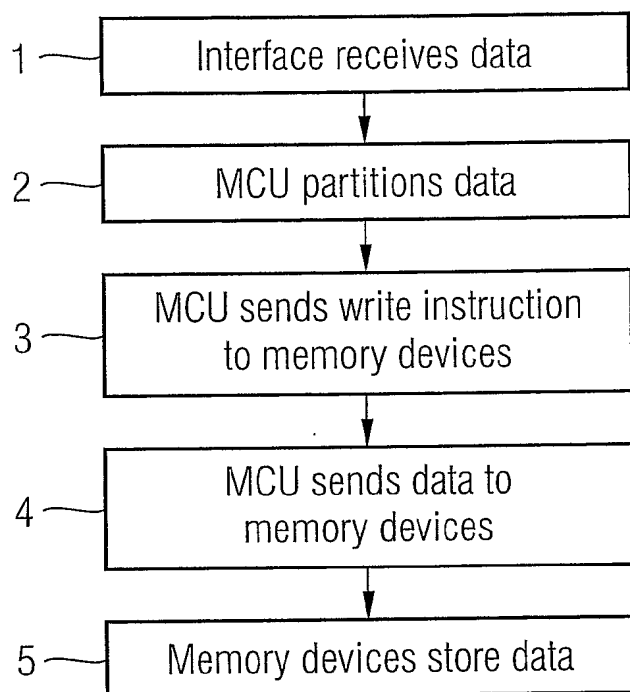 1 Interface receives data
2 MCU partitions data
MCU sends write instruction
3 to memory devices
MCU sends data to
4 memory devices
5 Memory devices store data